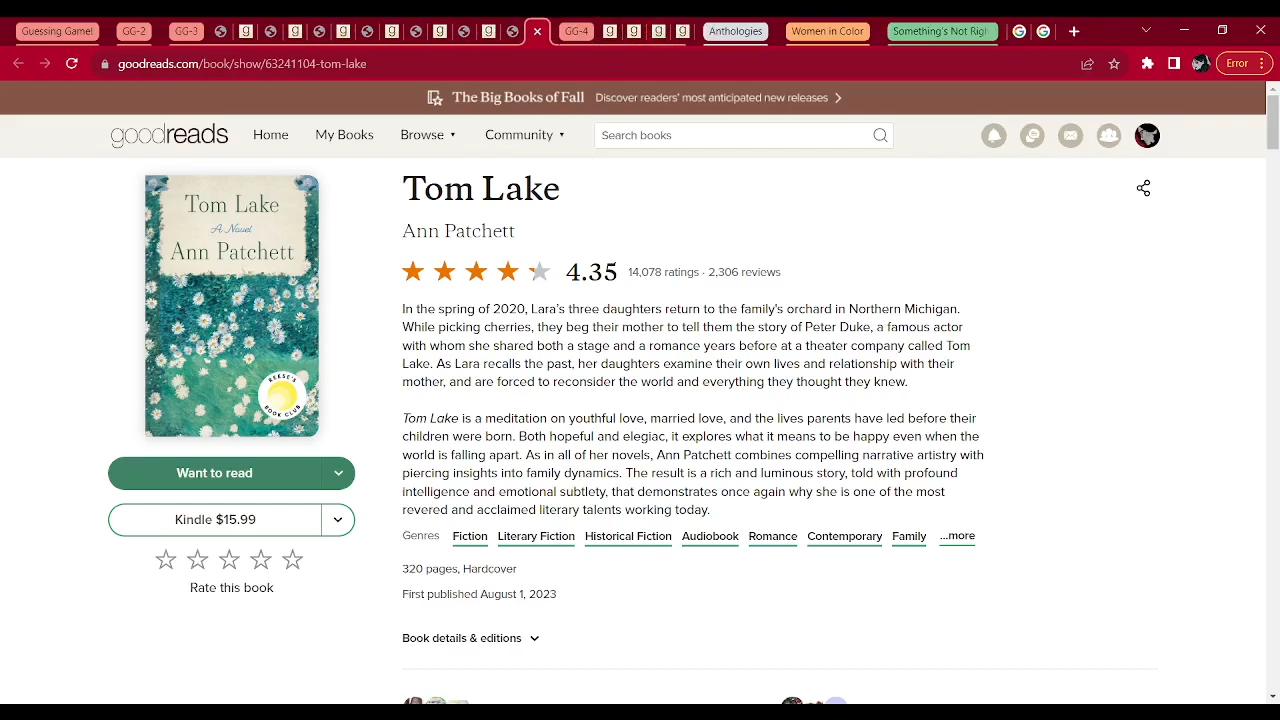 Guessing Game!
GG-2
GG-3
GG-4
Anthologies
Women in Color
Something's Not Righ
goodreads.com/book/show/63241104-tom-lake
Error
The Big Books of Fall
Discover readers' most anticipated new releases
goodreads
Home
My Books
Browse
Community
Search books
Tom Lake
A Novel
Ann Patchett
REESE'S
BOOK CLUB
Want to read
Kindle $15.99
Rate this book
Tom Lake
Ann Patchett
4.35
14,078 ratings · 2,306 reviews
In the spring of 2020, Lara's three daughters return to the family's orchard in Northern Michigan.
While picking cherries, they beg their mother to tell them the story of Peter Duke, a famous actor
with whom she shared both a stage and a romance years before at a theater company called Tom
Lake. As Lara recalls the past, her daughters examine their own lives and relationship with their
mother, and are forced to reconsider the world and everything they thought they knew.
Tom Lake is a meditation on youthful love, married love, and the lives parents have led before their
children were born. Both hopeful and elegiac, it explores what it means to be happy even when the
world is falling apart. As in all of her novels, Ann Patchett combines compelling narrative artistry with
piercing insights into family dynamics. The result is a rich and luminous story, told with profound
intelligence and emotional subtlety, that demonstrates once again why she is one of the most
revered and acclaimed literary talents working today.
Genres Fiction Literary Fiction Historical Fiction Audiobook Romance Contemporary Family ...more
320 pages, Hardcover
First published August 1, 2023
Book details & editions